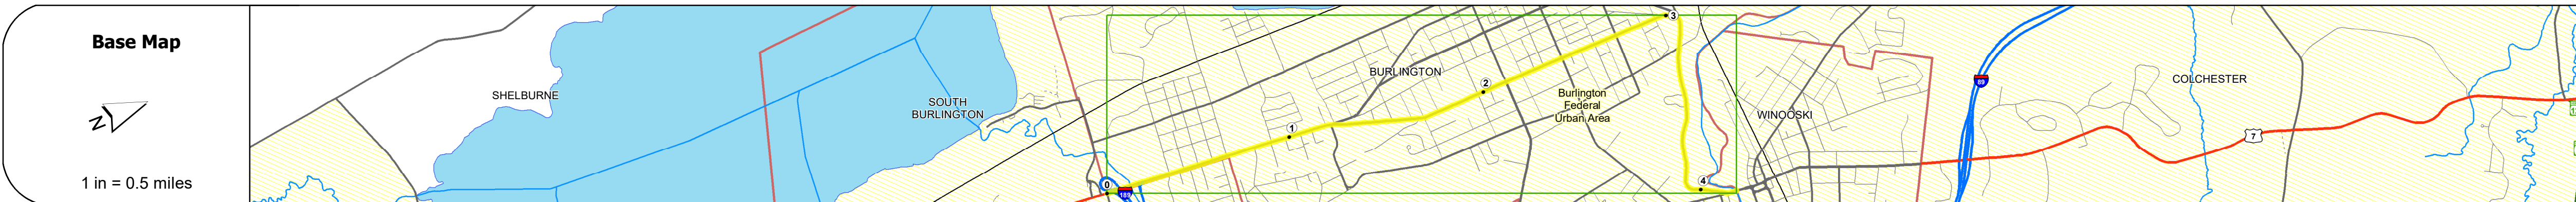 Base Map
N
1 in = 0.5 miles
SHELBURNE
SOUTH
BURLINGTON
0
189
1
BURLINGTON
2
3
Burlington
Federal
Urban Area
4
WINOOSKI
89
COLCHESTER
7